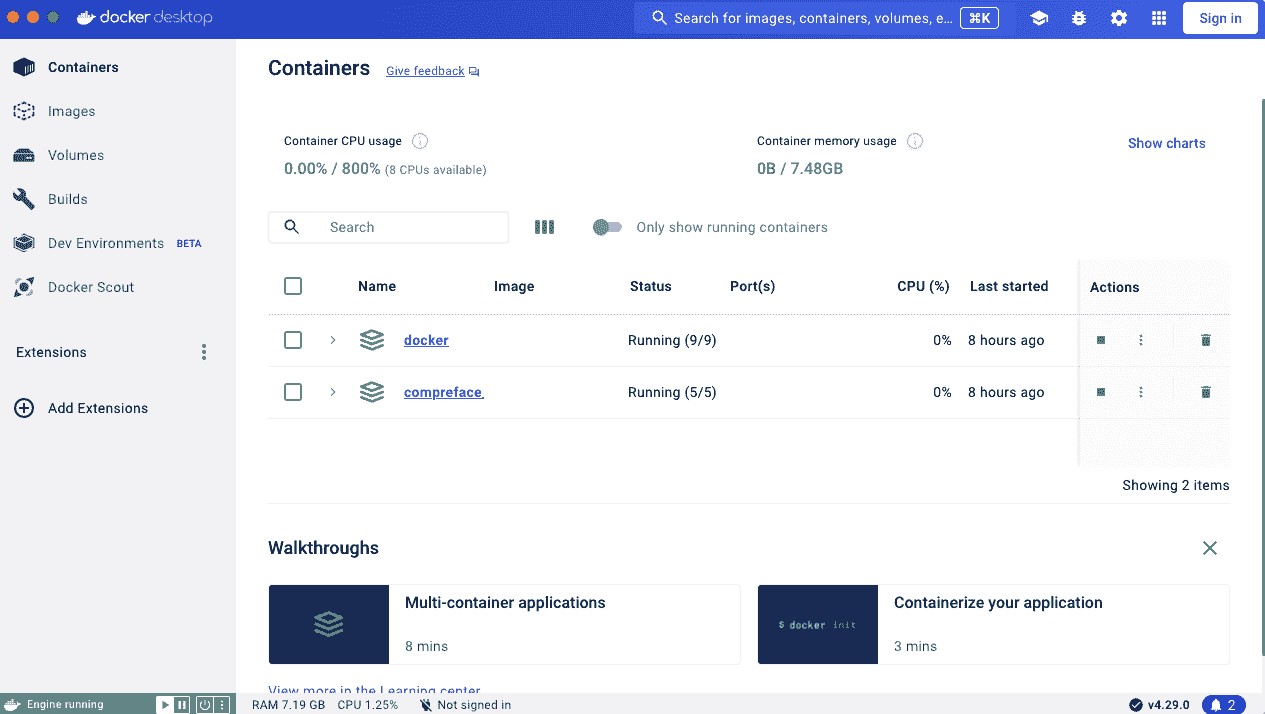 docker desktop
Search for images, containers, volumes, e... ⌘K
Sign in
Containers
Images
Volumes
Builds
Dev Environments BETA
Docker Scout
Extensions
Add Extensions
Containers Give feedback
Container CPU usage
0.00% / 800% (8 CPUs available)
Container memory usage
0B / 7.48GB
Show charts
Search
Only show running containers
Name Image Status Port(s) CPU (%) Last started Actions
docker Running (9/9) 0% 8 hours ago
compreface_ Running (5/5) 0% 8 hours ago
Showing 2 items
Walkthroughs
Multi-container applications
8 mins
$ docker init
Containerize your application
3 mins
View more in the Learning center
Engine running
RAM 7.19 GB CPU 1.25% Not signed in
v4.29.0
2